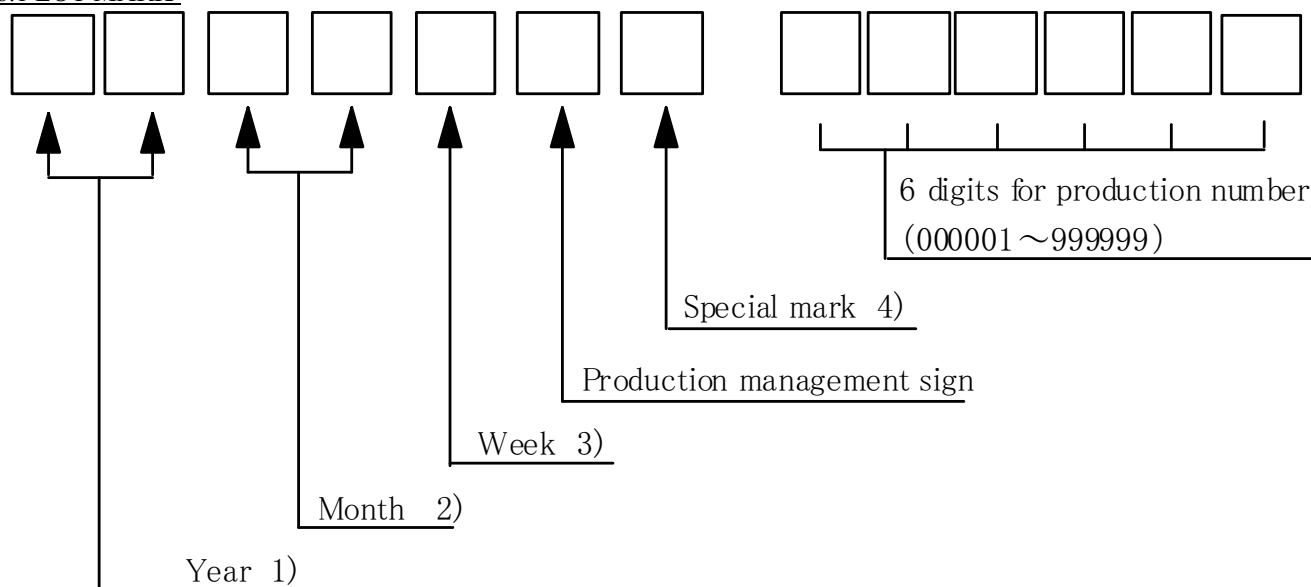 6 digits for production number
(000001～999999)
Special mark 4)
Production management sign
Week 3)
Month 2)
Year 1)